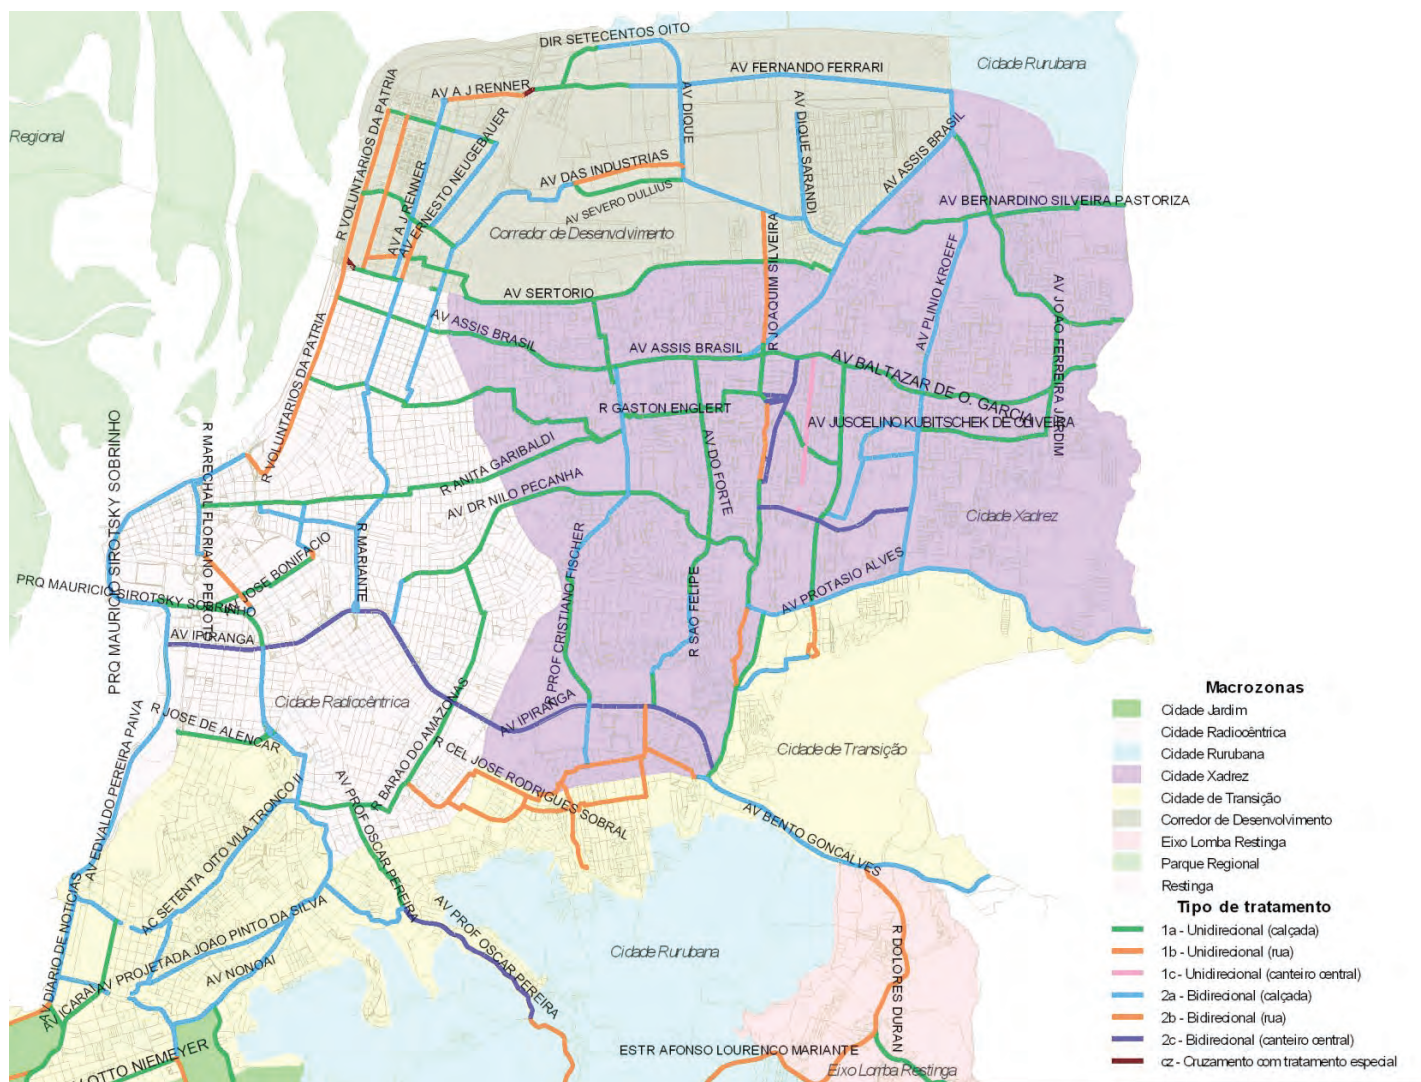 DIR SETECENTOS OITO
Cidade Rurubana
AV FERNANDO FERRARI
R VOLUNTARIOS DA PATRIA
AV A J RENNER
AV DIQUE
AV DIQUE SARANDI
AV ASSIS BRASIL
Regional
AV ERNESTO NEUGEBAUER
AV DAS INDUSTRIAS
AV A J RENNER
AV A J RENNER
AV ERNESTO NEUGEBAUER
AV SEVERO DULLIUS
AV BERNARDINO SILVEIRA PASTORIZA
Corredor de Desenvolvimento
R JOAQUIM SILVEIRA
AV PLINIO KROEFF
AV SERTORIO
AV JOAO FERREIRA JARDIM
AV ASSIS BRASIL
AV ASSIS BRASIL
AV BALTAZAR DE O. GARCIA
R VOLUNTARIOS DA PATRIA
R GASTON ENGLERT
AV JUSCELINO KUBITSCHEK DE OLIVEIRA
PRQ MAURICIO SIROTSKY SOBRINHO
R MARECHAL FLORIANO PEIXOTO
R ANITA GARIBALDI
AV DO FORTE
AV DR NILO PECANHA
Cidade Xadrez
R MARIANTE
JOSE BONIFACIO
R PROF CRISTIANO FISCHER
AV PROTASIO ALVES
PRQ MAURICIO SIROTSKY SOBRINHO
R SAO FELIPE
AV IPIRANGA
Cidade Radiocêntrica
AV IPIRANGA
R JOSE DE ALENCAR
R BARAO DO AMAZONAS
Cidade de Transição
AV EDVALDO PEREIRA PAIVA
R CEL JOSE RODRIGUES SOBRAL
AV PROF OSCAR PEREIRA
AV BENTO GONCALVES
AC SETENTA OITO VILA TRONCO II
AV PROJETADA JOAO PINTO DA SILVA
AV PROF OSCAR PEREIRA
AV DIARIO DE NOTICIAS
AV NONOAI
Cidade Rurubana
R DOLORES DURAN
AV ICARAI
OTTO NIEMEYER
ESTR AFONSO LOURENCO MARIANTE
Eixo Lomba Restinga
Macrozonas
Cidade Jardim
Cidade Radiocêntrica
Cidade Rurubana
Cidade Xadrez
Cidade de Transição
Corredor de Desenvolvimento
Eixo Lomba Restinga
Parque Regional
Restinga
Tipo de tratamento
1a - Unidirecional (calçada)
1b - Unidirecional (rua)
1c - Unidirecional (canteiro central)
2a - Bidirecional (calçada)
2b - Bidirecional (rua)
2c - Bidirecional (canteiro central)
cz - Cruzamento com tratamento especial